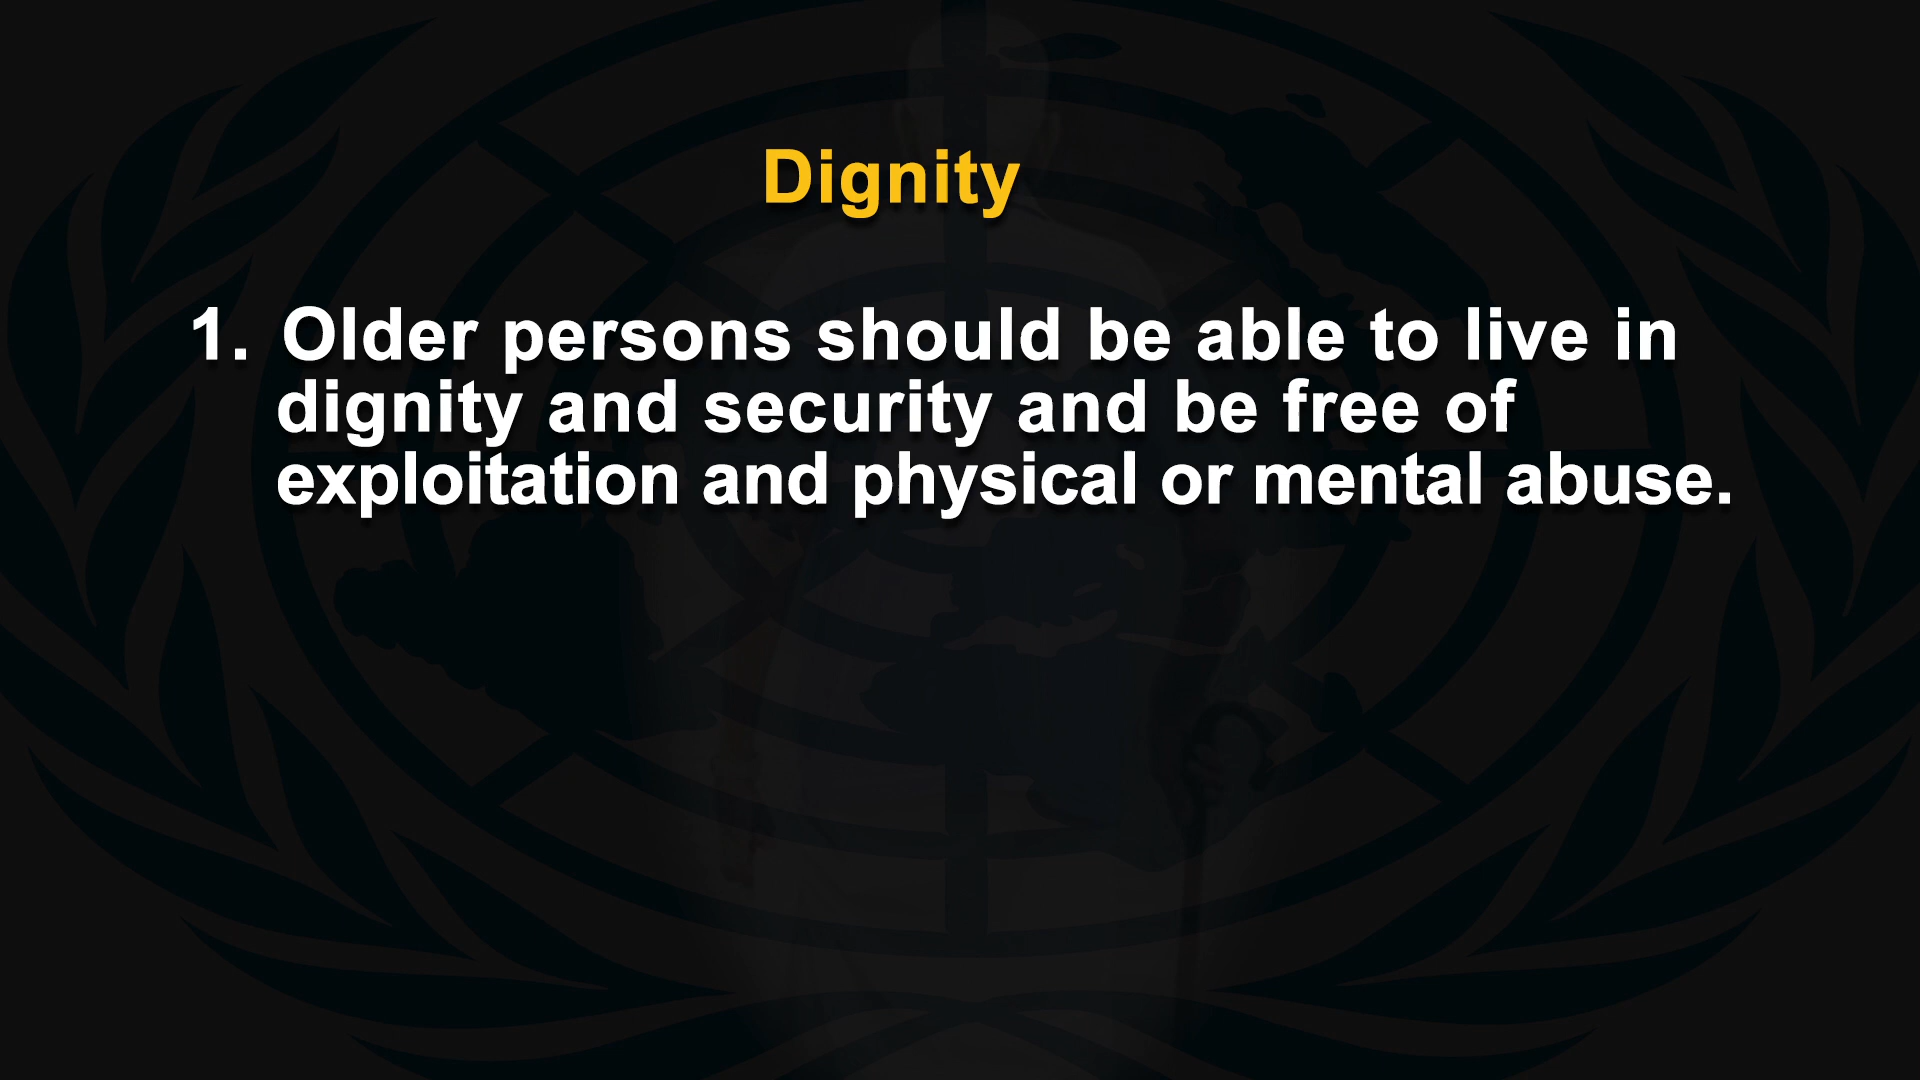 Dignity
1. Older persons should be able to live in
dignity and security and be free of
exploitation and physical or mental abuse.